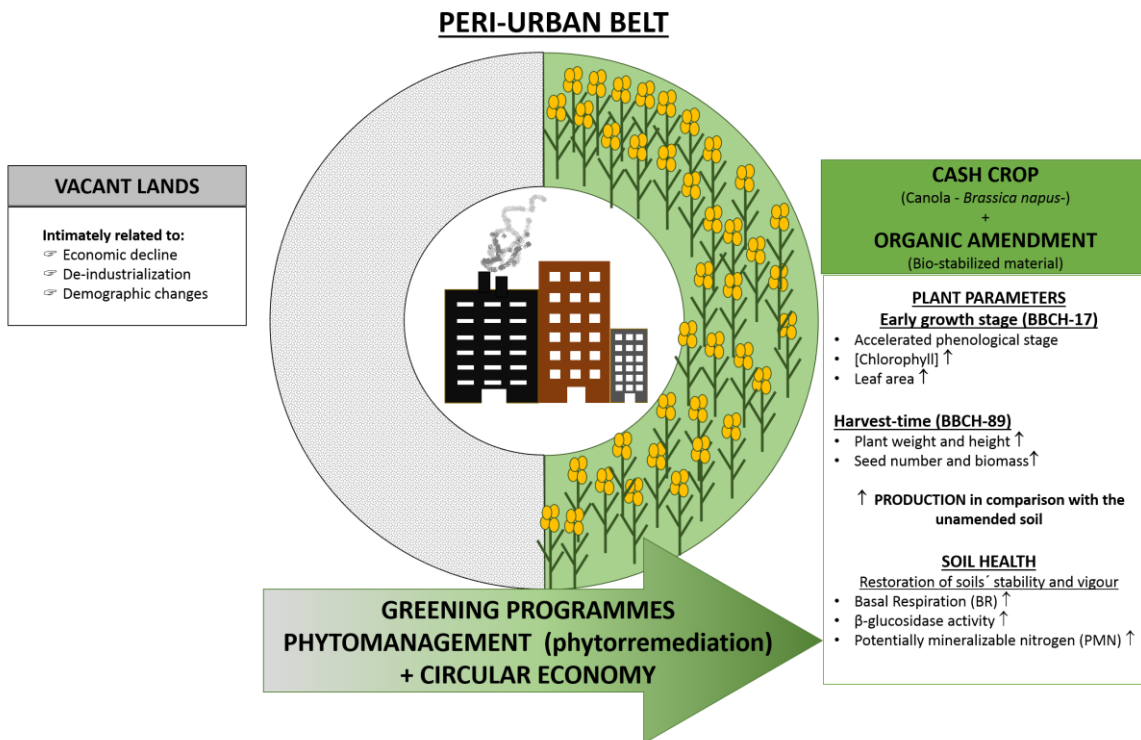 PERI-URBAN BELT
VACANT LANDS
Intimately related to:
☞ Economic decline
☞ De-industrialization
☞ Demographic changes
CASH CROP
(Canola - Brassica napus-)
+
ORGANIC AMENDMENT
(Bio-stabilized material)
PLANT PARAMETERS
Early growth stage (BBCH-17)
• Accelerated phenological stage
• [Chlorophyll] ↑
• Leaf area ↑
Harvest-time (BBCH-89)
• Plant weight and height ↑
• Seed number and biomass↑
↑ PRODUCTION in comparison with the
unamended soil
SOIL HEALTH
Restoration of soils´ stability and vigour
• Basal Respiration (BR) ↑
• β-glucosidase activity ↑
• Potentially mineralizable nitrogen (PMN) ↑
GREENING PROGRAMMES
PHYTOMANAGEMENT (phytorremediation)
+ CIRCULAR ECONOMY